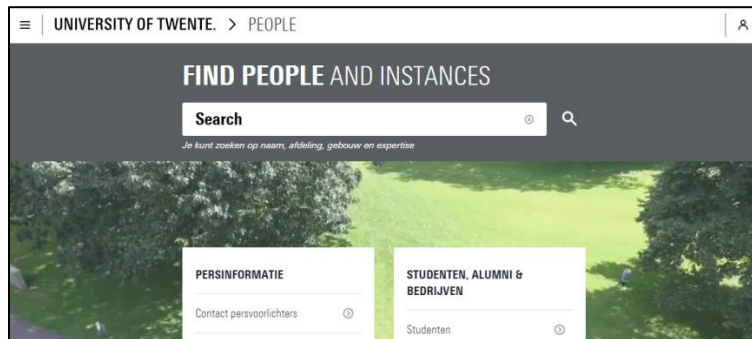 UNIVERSITY OF TWENTE. > PEOPLE
FIND PEOPLE AND INSTANCES
Search
Je kunt zoeken op naam, afdeling, gebouw en expertise
PERSINFORMATIE
Contact persvoorlichters
STUDENTEN, ALUMNI &
BEDRIJVEN
Studenten